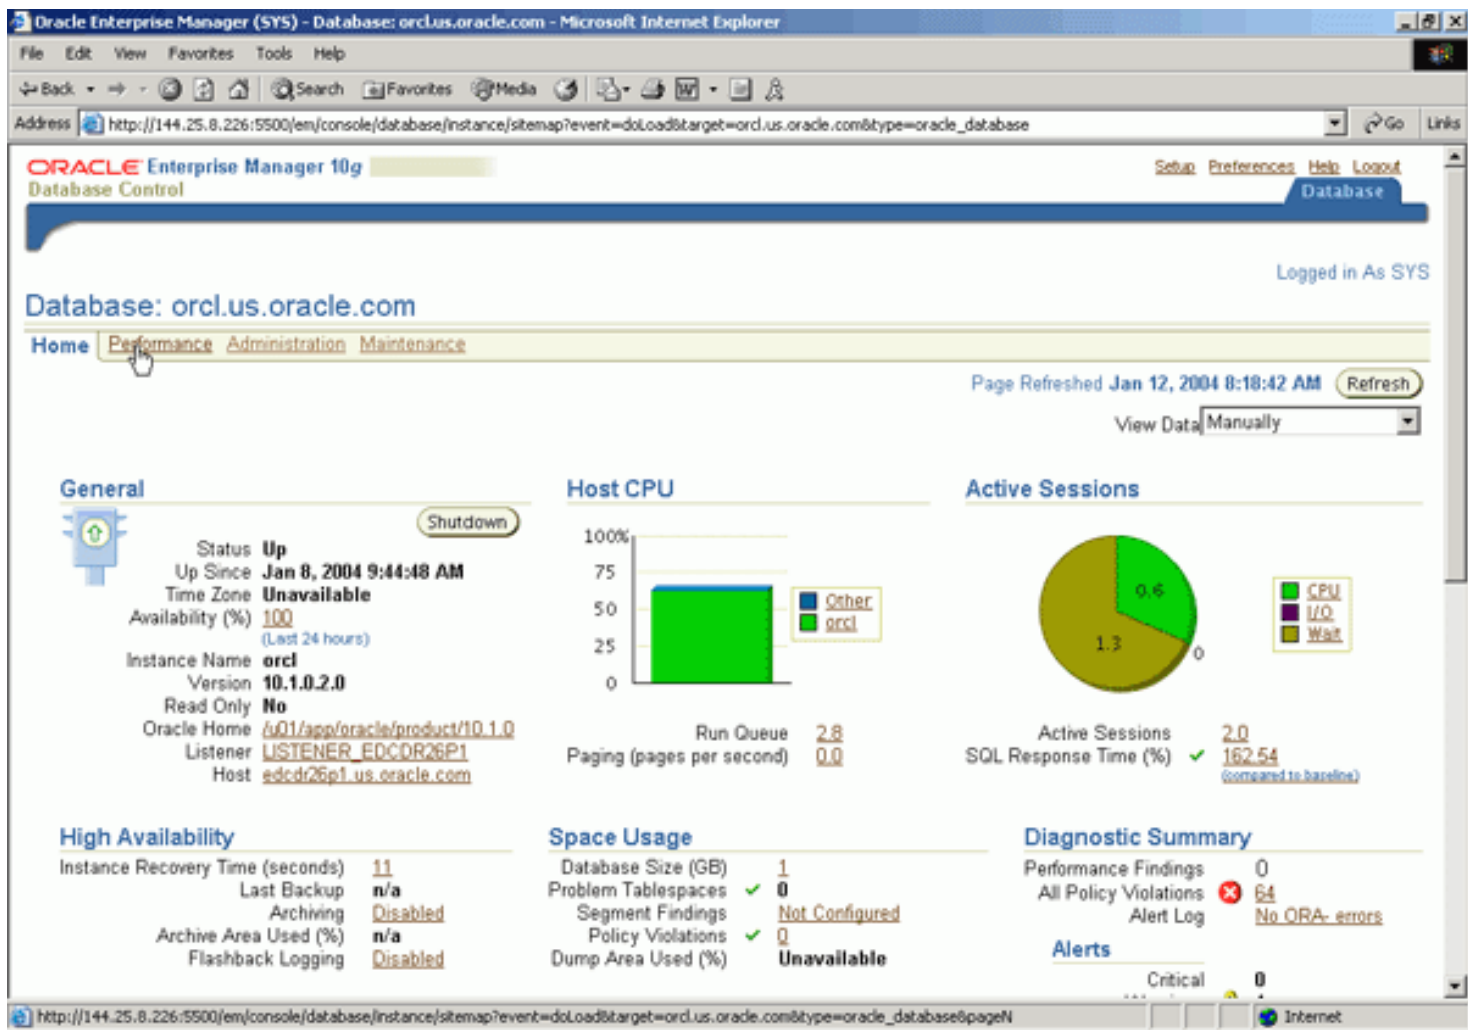 Oracle Enterprise Manager (SYS) - Database: orcl.us.oracle.com - Microsoft Internet Explorer
File Edit View Favorites Tools Help
Back Search Favorites Media
Address http://144.25.8.226:5500/em/console/database/instance/sitemap?event=doLoad&target=orcl.us.oracle.com&type=oracle_database Go Links
ORACLE Enterprise Manager 10g
Database Control
Setup Preferences Help Logout
Database
Logged in As SYS
Database: orcl.us.oracle.com
Home Performance Administration Maintenance
Page Refreshed Jan 12, 2004 8:18:42 AM Refresh
View Data Manually
General
Shutdown
Status Up
Up Since Jan 8, 2004 9:44:48 AM
Time Zone Unavailable
Availability (%) 100
(Last 24 hours)
Instance Name orcl
Version 10.1.0.2.0
Read Only No
Oracle Home /u01/app/oracle/product/10.1.0
Listener LISTENER_EDCDR26P1
Host edcdr26p1.us.oracle.com
Host CPU
100%
75
50
25
0
Other
orcl
Run Queue 2.8
Paging (pages per second) 0.0
Active Sessions
0.6
1.3
0
CPU
I/O
Wait
Active Sessions 2.0
SQL Response Time (%) 162.54
(compared to baseline)
High Availability
Instance Recovery Time (seconds) 11
Last Backup n/a
Archiving Disabled
Archive Area Used (%) n/a
Flashback Logging Disabled
Space Usage
Database Size (GB) 1
Problem Tablespaces 0
Segment Findings Not Configured
Policy Violations 0
Dump Area Used (%) Unavailable
Diagnostic Summary
Performance Findings 0
All Policy Violations 64
Alert Log No ORA- errors
Alerts
Critical 0
http://144.25.8.226:5500/em/console/database/instance/sitemap?event=doLoad&target=orcl.us.oracle.com&type=oracle_database&pageN
Internet